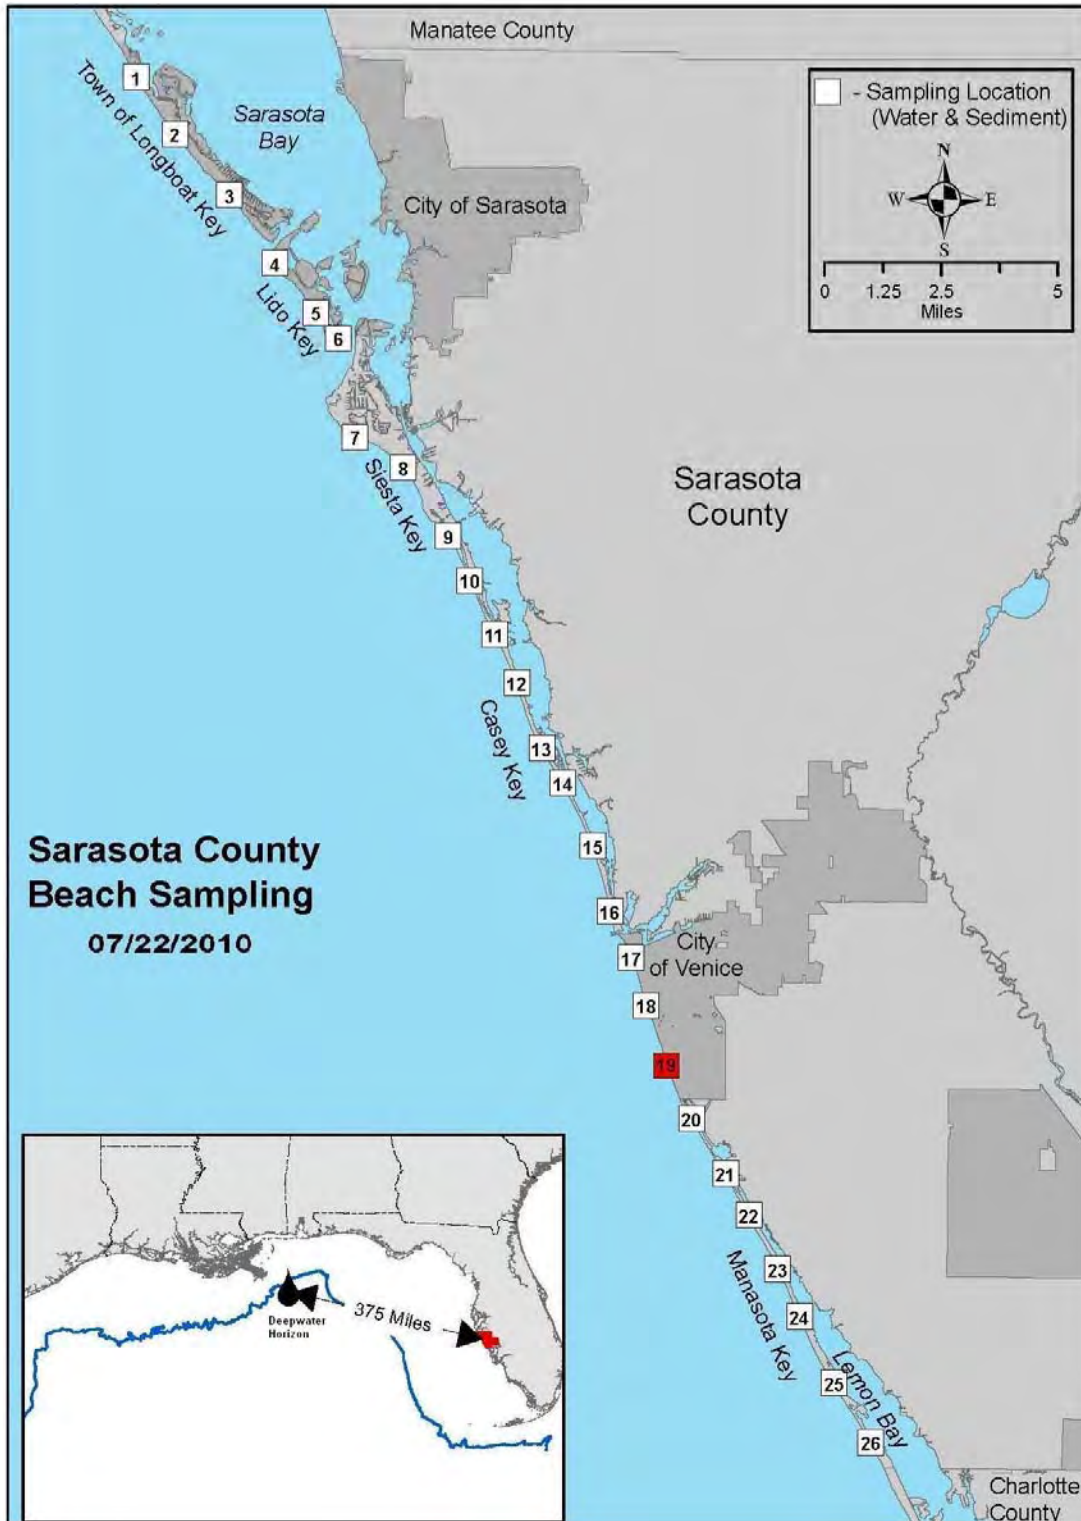 Manatee County
- Sampling Location
(Water & Sediment)
N
W
E
S
0
1.25
2.5
5
Miles
1
2
3
4
5
6
Town of Longboat Key
Sarasota
Bay
City of Sarasota
Lido Key
7
8
9
Siesta Key
Sarasota
County
10
11
12
13
14
15
16
Casey Key
Sarasota County
Beach Sampling
07/22/2010
17
18
19
City
of Venice
20
21
22
23
24
25
26
Manasota Key
Lemon Bay
Charlotte
County
Deepwater
Horizon
375 Miles